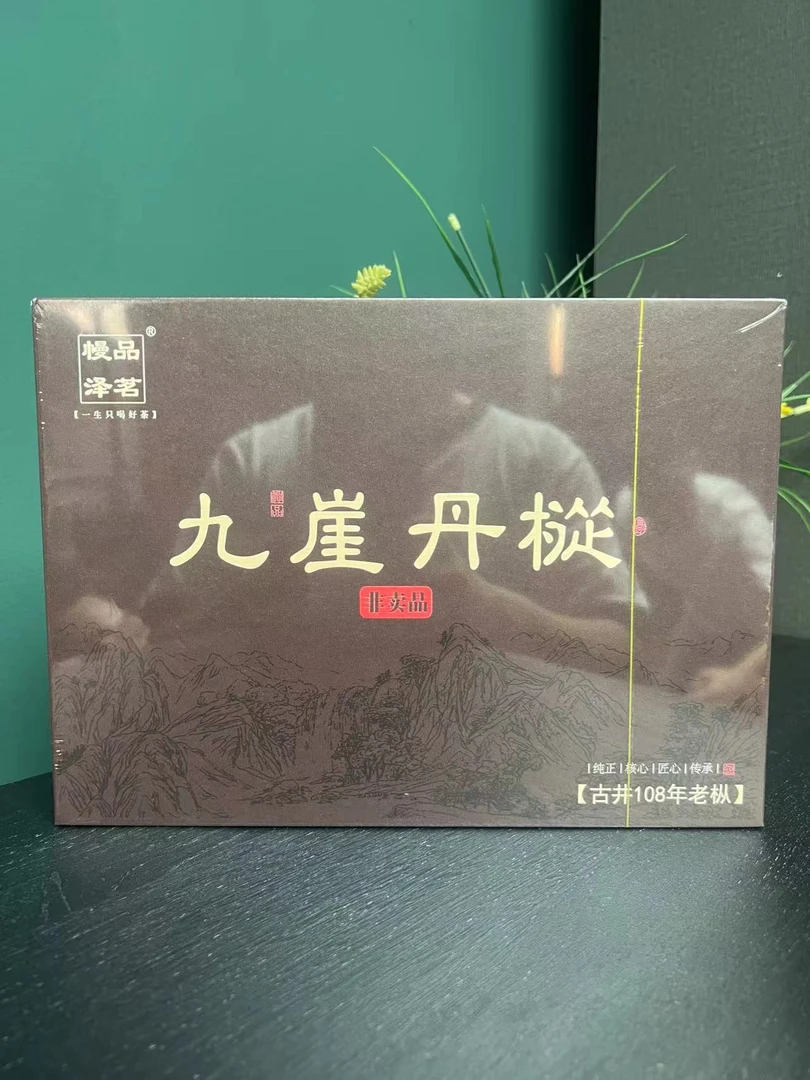 幔品®
泽茗
【一生只喝好茶】
九崖丹樅
非卖品
|纯正|核心|匠心|传承|
【古井108年老枞】